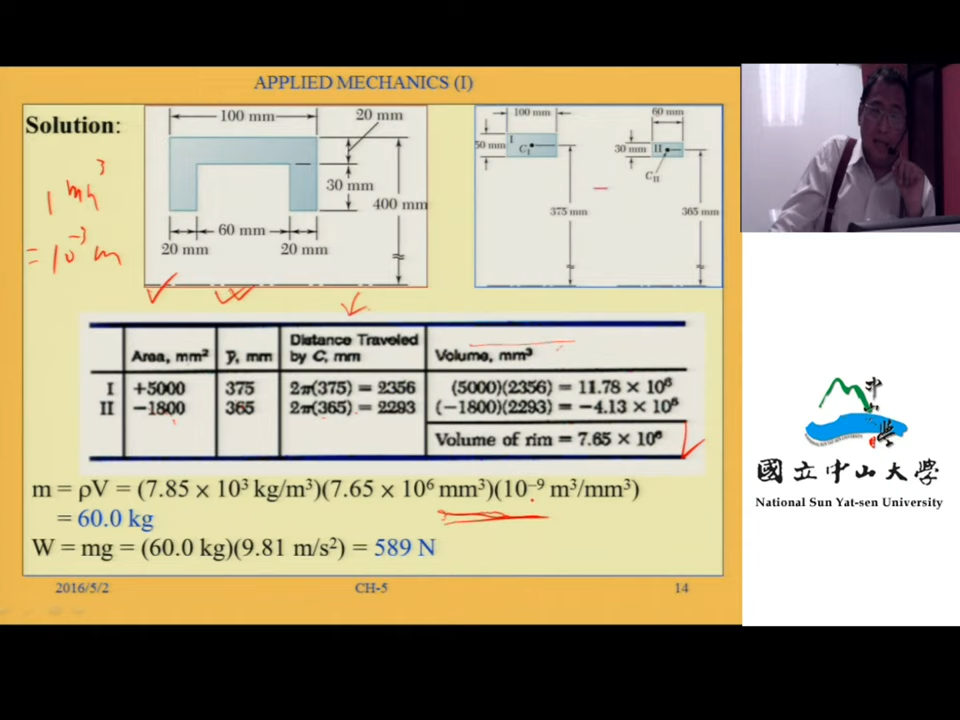 APPLIED MECHANICS (I)
Solution:
1 mm³
= 10⁻³ m
100 mm
20 mm
30 mm
400 mm
60 mm
20 mm
20 mm
100 mm
50 mm
I
C_I
375 mm
60 mm
30 mm
II
C_II
365 mm
Area, mm² y̅, mm Distance Traveled by C, mm Volume, mm³
I +5000 375 2π(375) = 2356 (5000)(2356) = 11.78 × 10⁶
II −1800 365 2π(365) = 2293 (−1800)(2293) = −4.13 × 10⁶
Volume of rim = 7.65 × 10⁶
m = ρV = (7.85 × 10³ kg/m³)(7.65 × 10⁶ mm³)(10⁻⁹ m³/mm³)
= 60.0 kg
W = mg = (60.0 kg)(9.81 m/s²) = 589 N
2016/5/2 CH-5 14
國立中山大學
National Sun Yat-sen University